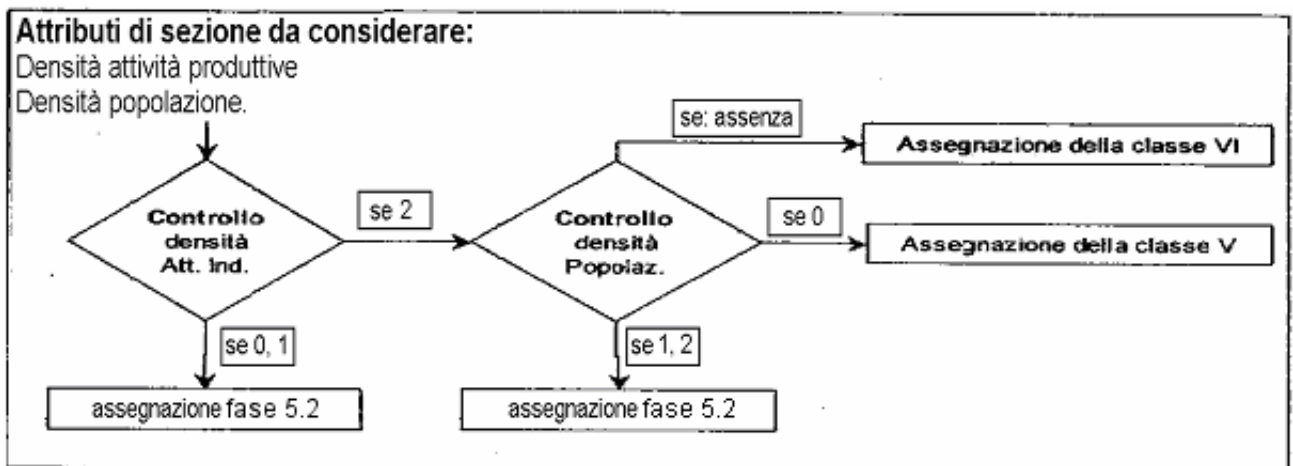 Attributi di sezione da considerare:
Densità attività produttive
Densità popolazione.
se: assenza
Assegnazione della classe VI
Controllo
densità
Att. Ind.
se 2
Controllo
densità
Popolaz.
se 0
Assegnazione della classe V
se 0, 1
se 1, 2
assegnazione fase 5.2
assegnazione fase 5.2